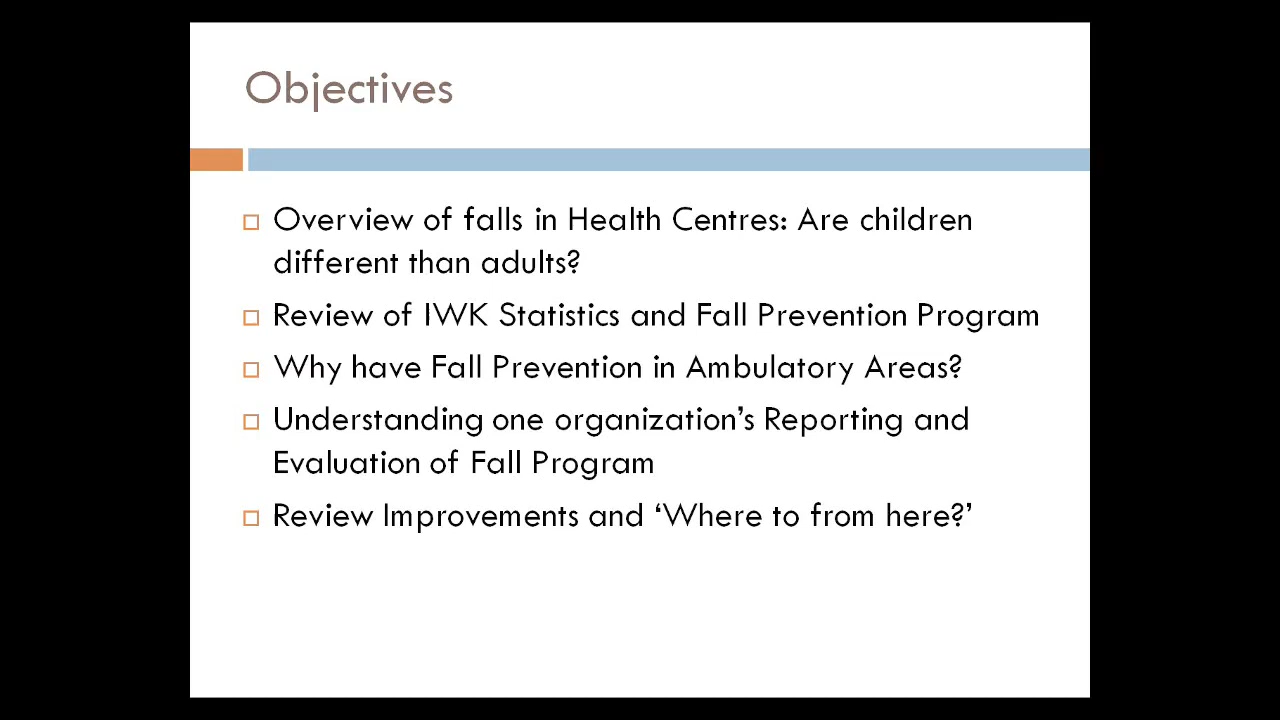 Objectives
Overview of falls in Health Centres: Are children
different than adults?
Review of IWK Statistics and Fall Prevention Program
Why have Fall Prevention in Ambulatory Areas?
Understanding one organization’s Reporting and
Evaluation of Fall Program
Review Improvements and ‘Where to from here?’